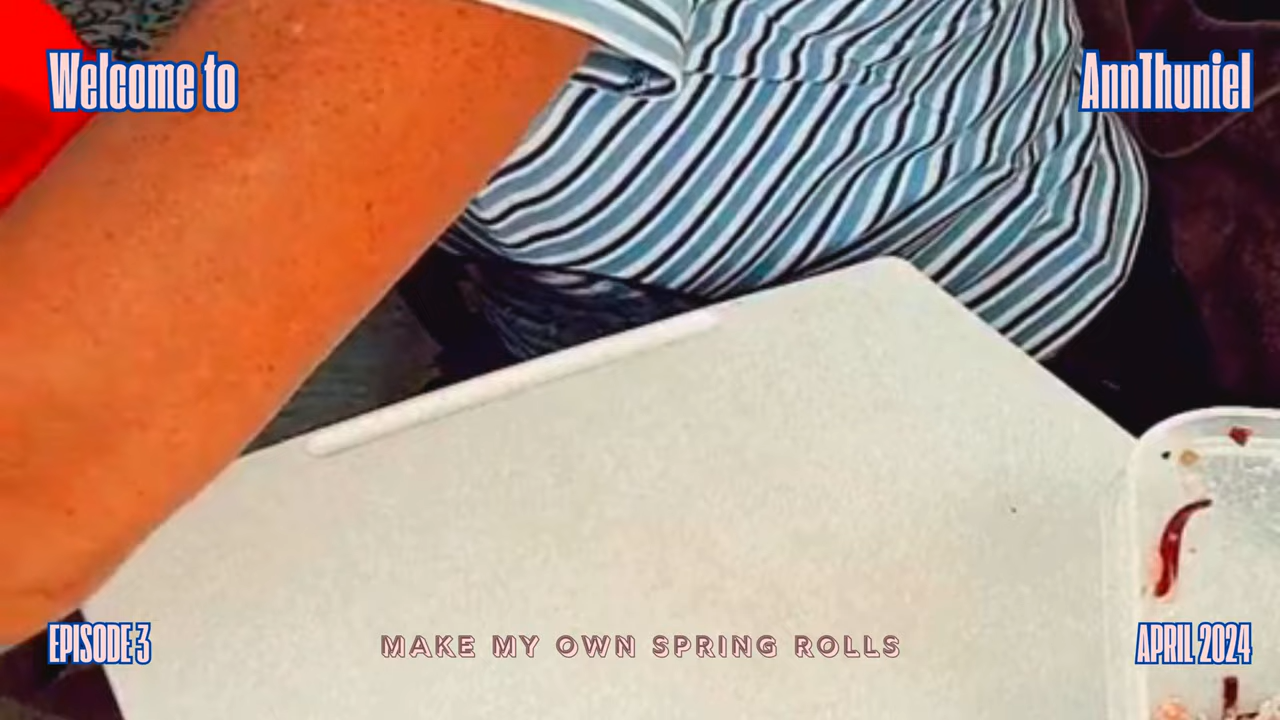 Welcome to
AnnThuniel
EPISODE 3
MAKE MY OWN SPRING ROLLS
APRIL 2024